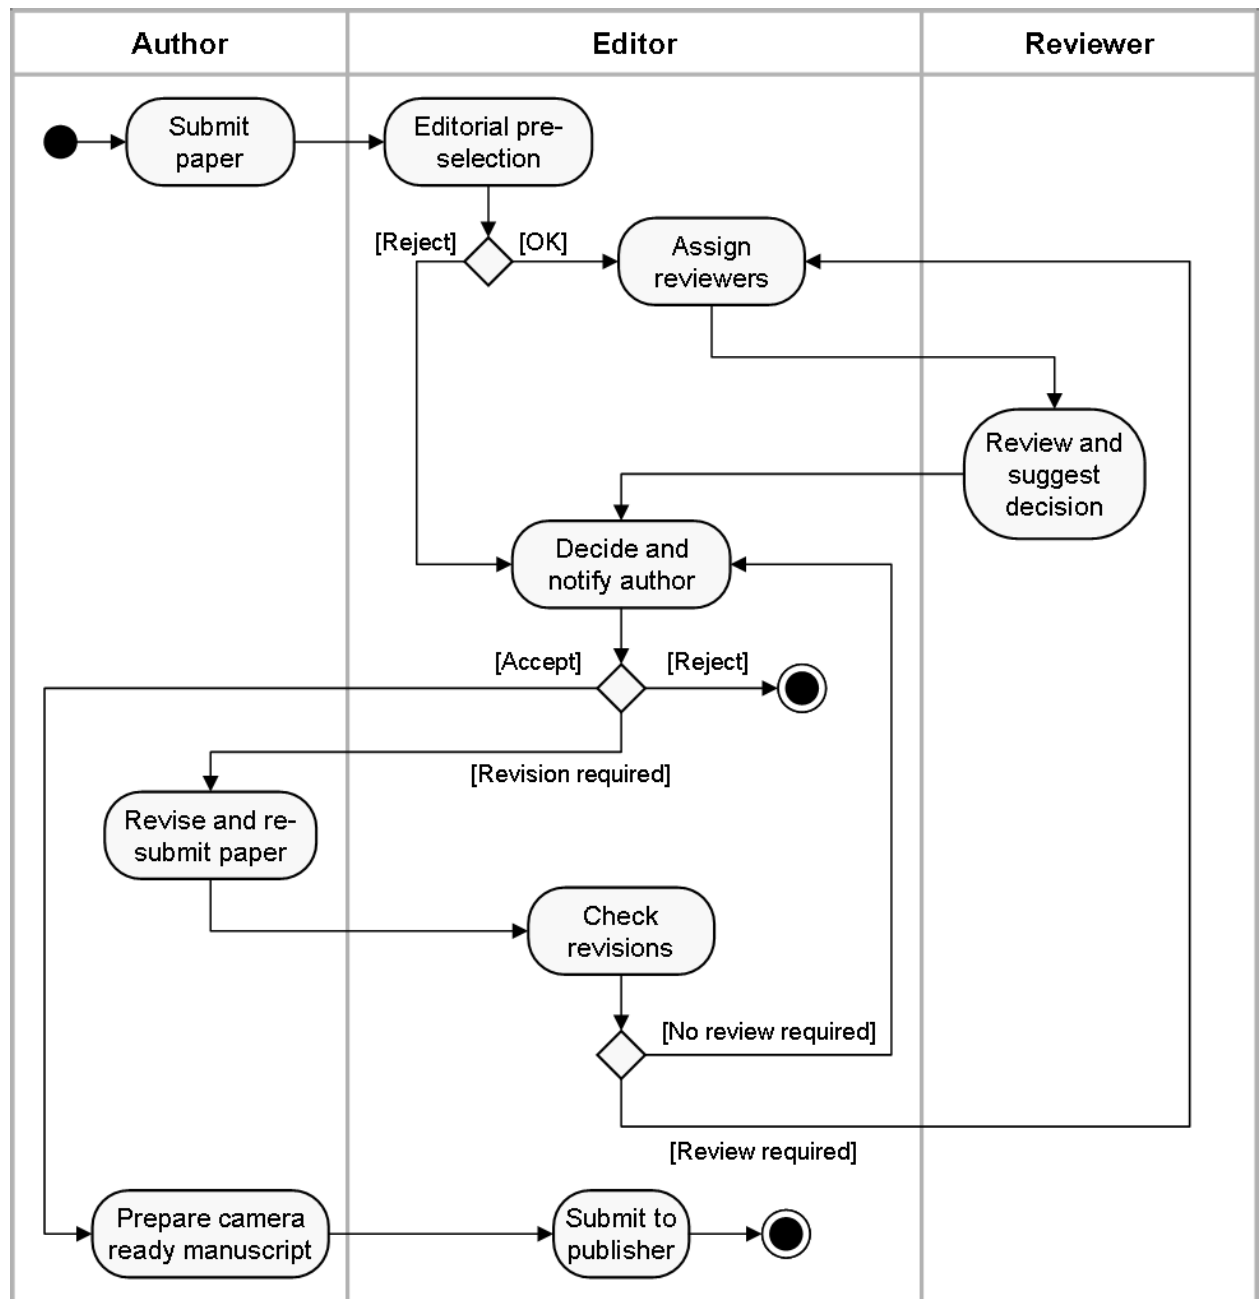 Author
Editor
Reviewer
Submit
paper
Editorial pre-
selection
[Reject]
[OK]
Assign
reviewers
Review and
suggest
decision
Decide and
notify author
[Accept]
[Reject]
[Revision required]
Revise and re-
submit paper
Check
revisions
[No review required]
[Review required]
Prepare camera
ready manuscript
Submit to
publisher